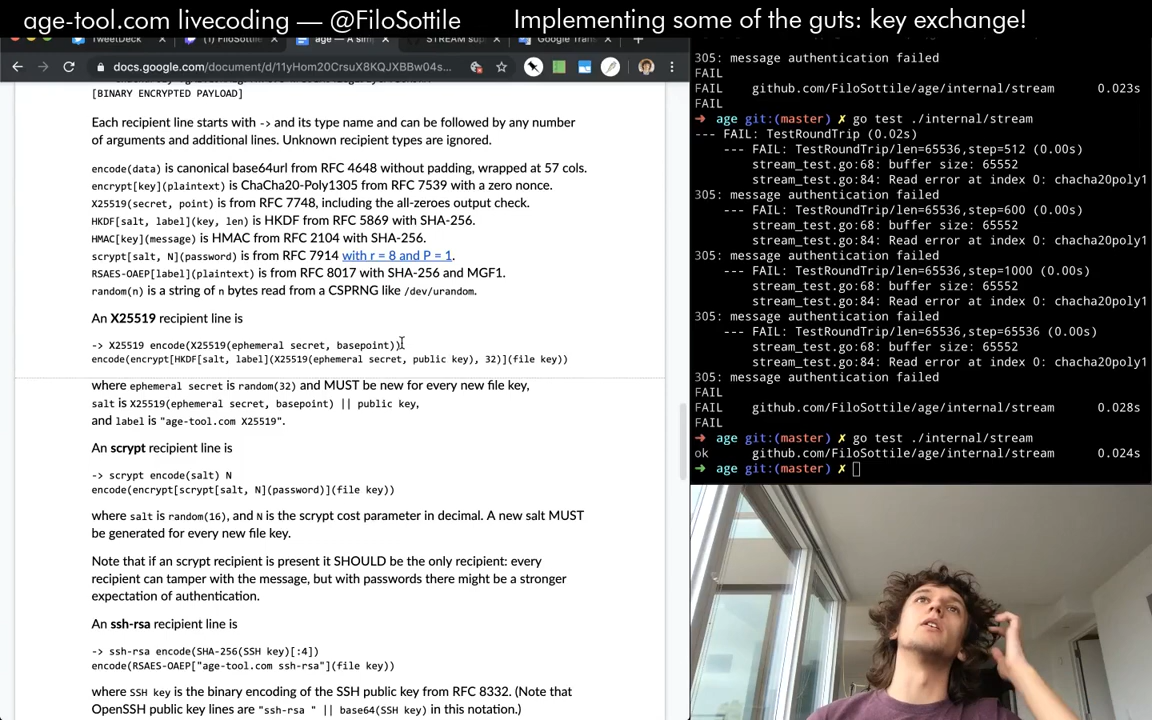 age-tool.com livecoding — @FiloSottile
Implementing some of the guts: key exchange!
TweetDeck
(1) FiloSottile
age — A sim
STREAM sup
Google Trans
docs.google.com/document/d/11yHom20CrsuX8KQJXBBw04s...
[BINARY ENCRYPTED PAYLOAD]
Each recipient line starts with -> and its type name and can be followed by any number
of arguments and additional lines. Unknown recipient types are ignored.
encode(data) is canonical base64url from RFC 4648 without padding, wrapped at 57 cols.
encrypt[key](plaintext) is ChaCha20-Poly1305 from RFC 7539 with a zero nonce.
X25519(secret, point) is from RFC 7748, including the all-zeroes output check.
HKDF[salt, label](key, len) is HKDF from RFC 5869 with SHA-256.
HMAC[key](message) is HMAC from RFC 2104 with SHA-256.
scrypt[salt, N](password) is from RFC 7914 with r = 8 and P = 1.
RSAES-OAEP[label](plaintext) is from RFC 8017 with SHA-256 and MGF1.
random(n) is a string of n bytes read from a CSPRNG like /dev/urandom.
An X25519 recipient line is
-> X25519 encode(X25519(ephemeral secret, basepoint))
encode(encrypt[HKDF[salt, label](X25519(ephemeral secret, public key), 32)](file key))
where ephemeral secret is random(32) and MUST be new for every new file key,
salt is X25519(ephemeral secret, basepoint) || public key,
and label is "age-tool.com X25519".
An scrypt recipient line is
-> scrypt encode(salt) N
encode(encrypt[scrypt[salt, N](password)](file key))
where salt is random(16), and N is the scrypt cost parameter in decimal. A new salt MUST
be generated for every new file key.
Note that if an scrypt recipient is present it SHOULD be the only recipient: every
recipient can tamper with the message, but with passwords there might be a stronger
expectation of authentication.
An ssh-rsa recipient line is
-> ssh-rsa encode(SHA-256(SSH key)[:4])
encode(RSAES-OAEP["age-tool.com ssh-rsa"](file key))
where SSH key is the binary encoding of the SSH public key from RFC 8332. (Note that
OpenSSH public key lines are "ssh-rsa " || base64(SSH key) in this notation.)
305: message authentication failed
FAIL
FAIL github.com/FiloSottile/age/internal/stream 0.023s
FAIL
➜ age git:(master) ✗ go test ./internal/stream
--- FAIL: TestRoundTrip (0.02s)
--- FAIL: TestRoundTrip/len=65536,step=512 (0.00s)
stream_test.go:68: buffer size: 65552
stream_test.go:84: Read error at index 0: chacha20poly1
305: message authentication failed
--- FAIL: TestRoundTrip/len=65536,step=600 (0.00s)
stream_test.go:68: buffer size: 65552
stream_test.go:84: Read error at index 0: chacha20poly1
305: message authentication failed
--- FAIL: TestRoundTrip/len=65536,step=1000 (0.00s)
stream_test.go:68: buffer size: 65552
stream_test.go:84: Read error at index 0: chacha20poly1
305: message authentication failed
--- FAIL: TestRoundTrip/len=65536,step=65536 (0.00s)
stream_test.go:68: buffer size: 65552
stream_test.go:84: Read error at index 0: chacha20poly1
305: message authentication failed
FAIL
FAIL github.com/FiloSottile/age/internal/stream 0.028s
FAIL
➜ age git:(master) ✗ go test ./internal/stream
ok github.com/FiloSottile/age/internal/stream 0.024s
➜ age git:(master) ✗